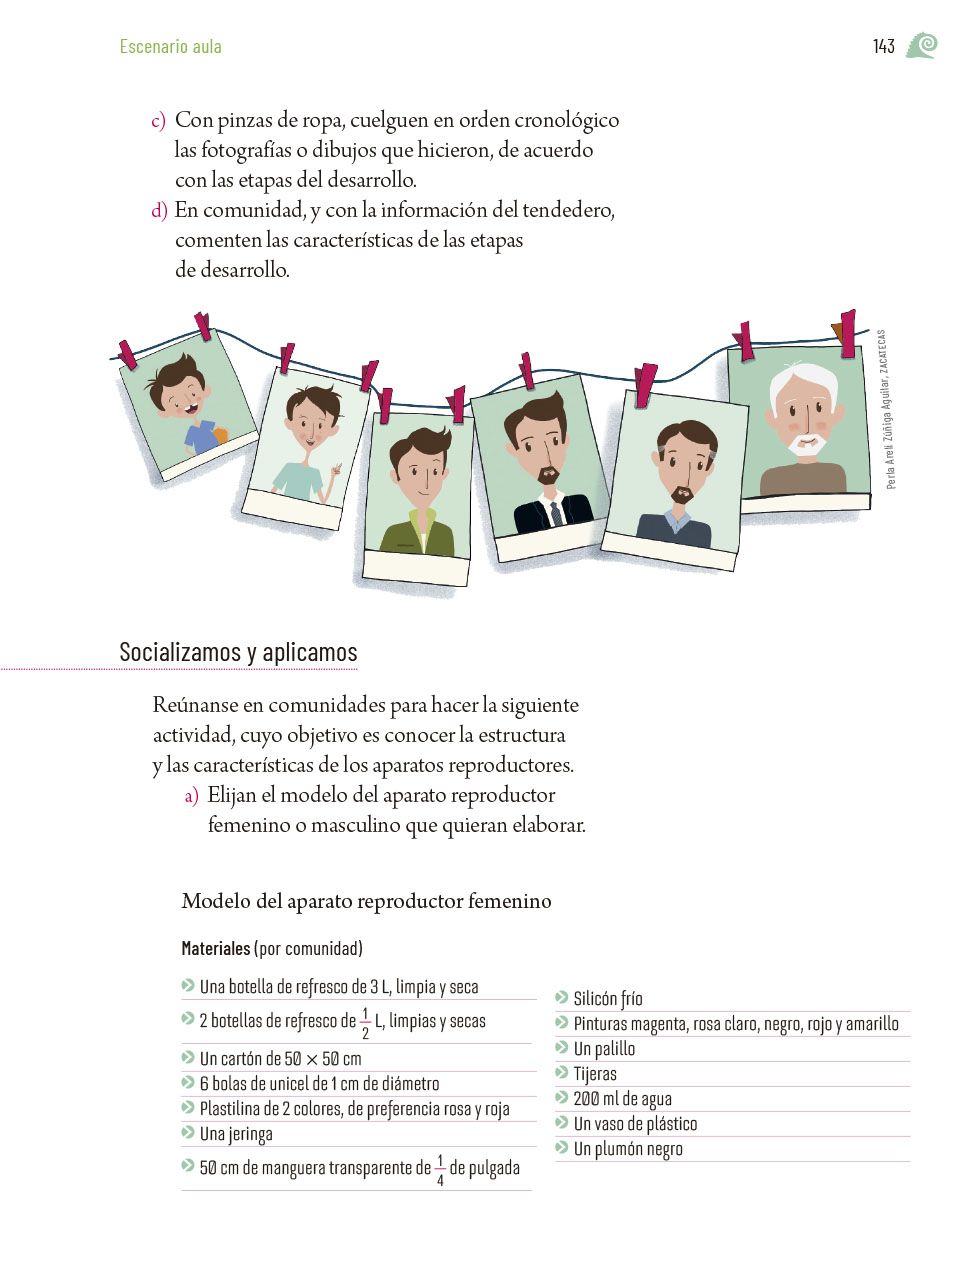 Escenario aula
143
c) Con pinzas de ropa, cuelguen en orden cronológico
las fotografías o dibujos que hicieron, de acuerdo
con las etapas del desarrollo.
d) En comunidad, y con la información del tendedero,
comenten las características de las etapas
de desarrollo.
Perla Areli Zúñiga Aguilar, ZACATECAS
Socializamos y aplicamos
Reúnanse en comunidades para hacer la siguiente
actividad, cuyo objetivo es conocer la estructura
y las características de los aparatos reproductores.
a) Elijan el modelo del aparato reproductor
femenino o masculino que quieran elaborar.
Modelo del aparato reproductor femenino
Materiales (por comunidad)
Una botella de refresco de 3 L, limpia y seca
2 botellas de refresco de 1/2 L, limpias y secas
Un cartón de 50 × 50 cm
6 bolas de unicel de 1 cm de diámetro
Plastilina de 2 colores, de preferencia rosa y roja
Una jeringa
50 cm de manguera transparente de 1/4 de pulgada
Silicón frío
Pinturas magenta, rosa claro, negro, rojo y amarillo
Un palillo
Tijeras
200 ml de agua
Un vaso de plástico
Un plumón negro